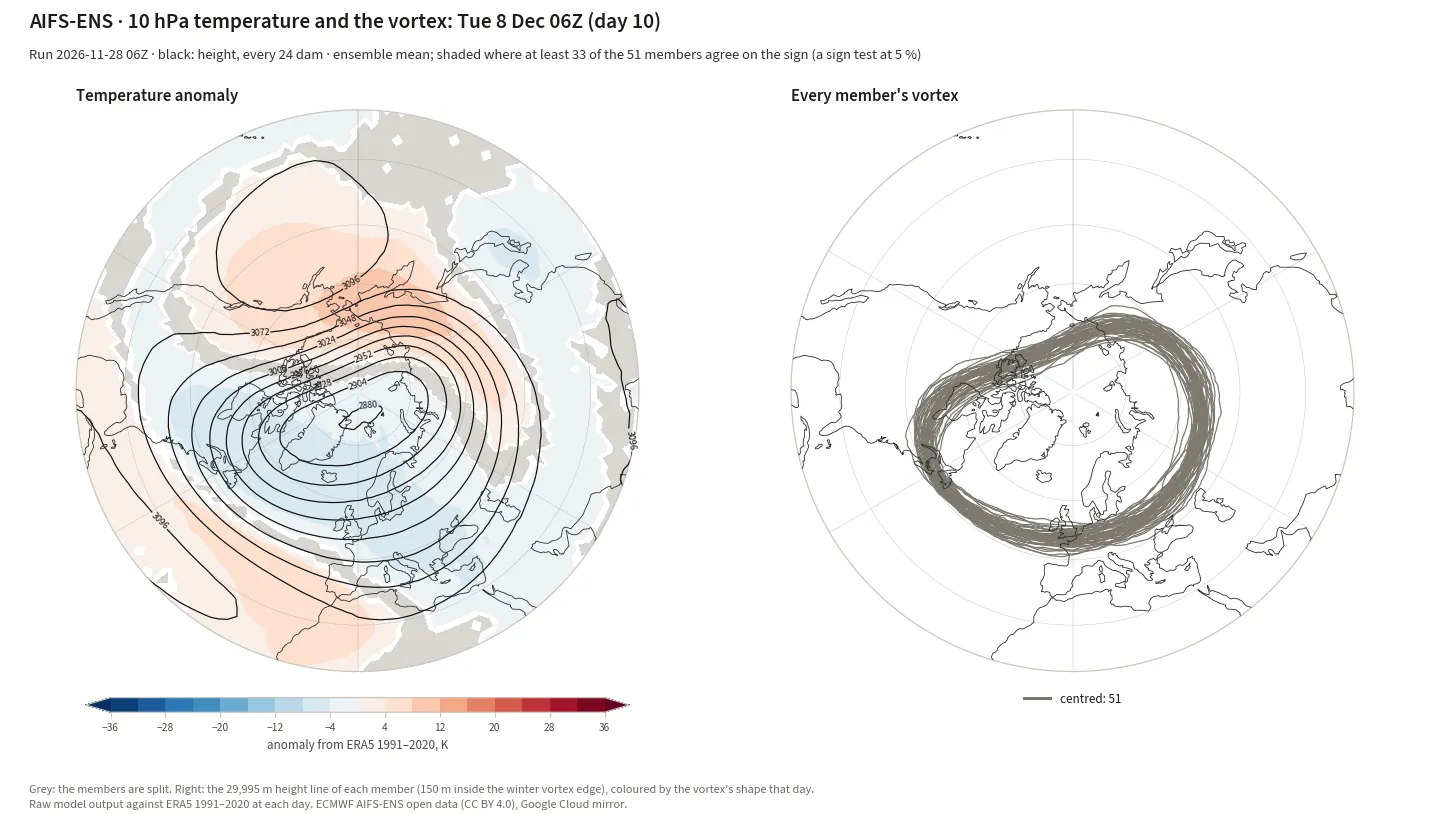 AIFS-ENS · 10 hPa temperature and the vortex: Tue 8 Dec 06Z (day 10)
Run 2026-11-28 06Z · black: height, every 24 dam · ensemble mean; shaded where at least 33 of the 51 members agree on the sign (a sign test at 5 %)
Temperature anomaly
Every member's vortex
3096
3048
3072
3024
2952
2904
2880
3096
3096
centred: 51
−36 −28 −20 −12 −4 4 12 20 28 36
anomaly from ERA5 1991–2020, K
Grey: the members are split. Right: the 29,995 m height line of each member (150 m inside the winter vortex edge), coloured by the vortex's shape that day.
Raw model output against ERA5 1991–2020 at each day. ECMWF AIFS-ENS open data (CC BY 4.0), Google Cloud mirror.